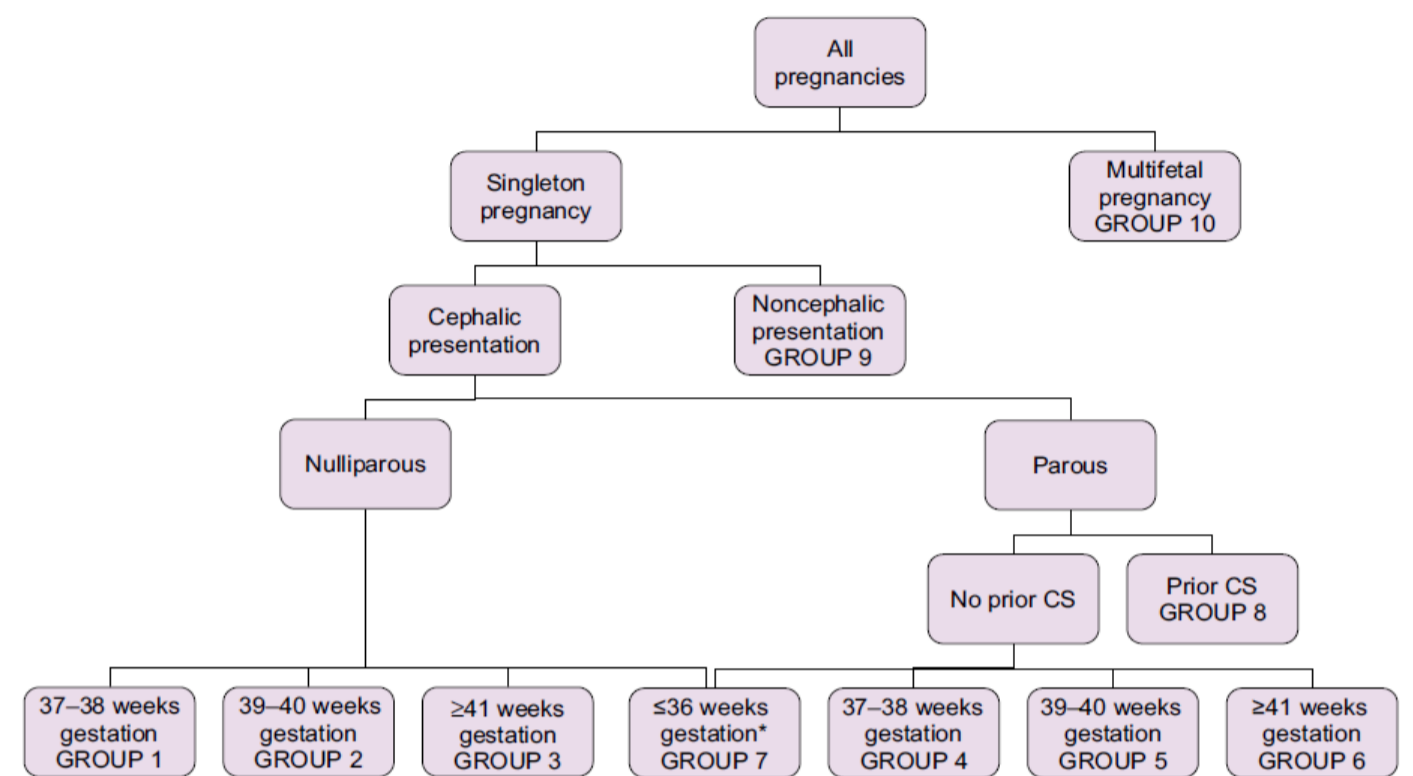 All
pregnancies
Singleton
pregnancy
Multifetal
pregnancy
GROUP 10
Cephalic
presentation
Noncephalic
presentation
GROUP 9
Nulliparous
Parous
No prior CS
Prior CS
GROUP 8
37–38 weeks
gestation
GROUP 1
39–40 weeks
gestation
GROUP 2
≥41 weeks
gestation
GROUP 3
≤36 weeks
gestation*
GROUP 7
37–38 weeks
gestation
GROUP 4
39–40 weeks
gestation
GROUP 5
≥41 weeks
gestation
GROUP 6